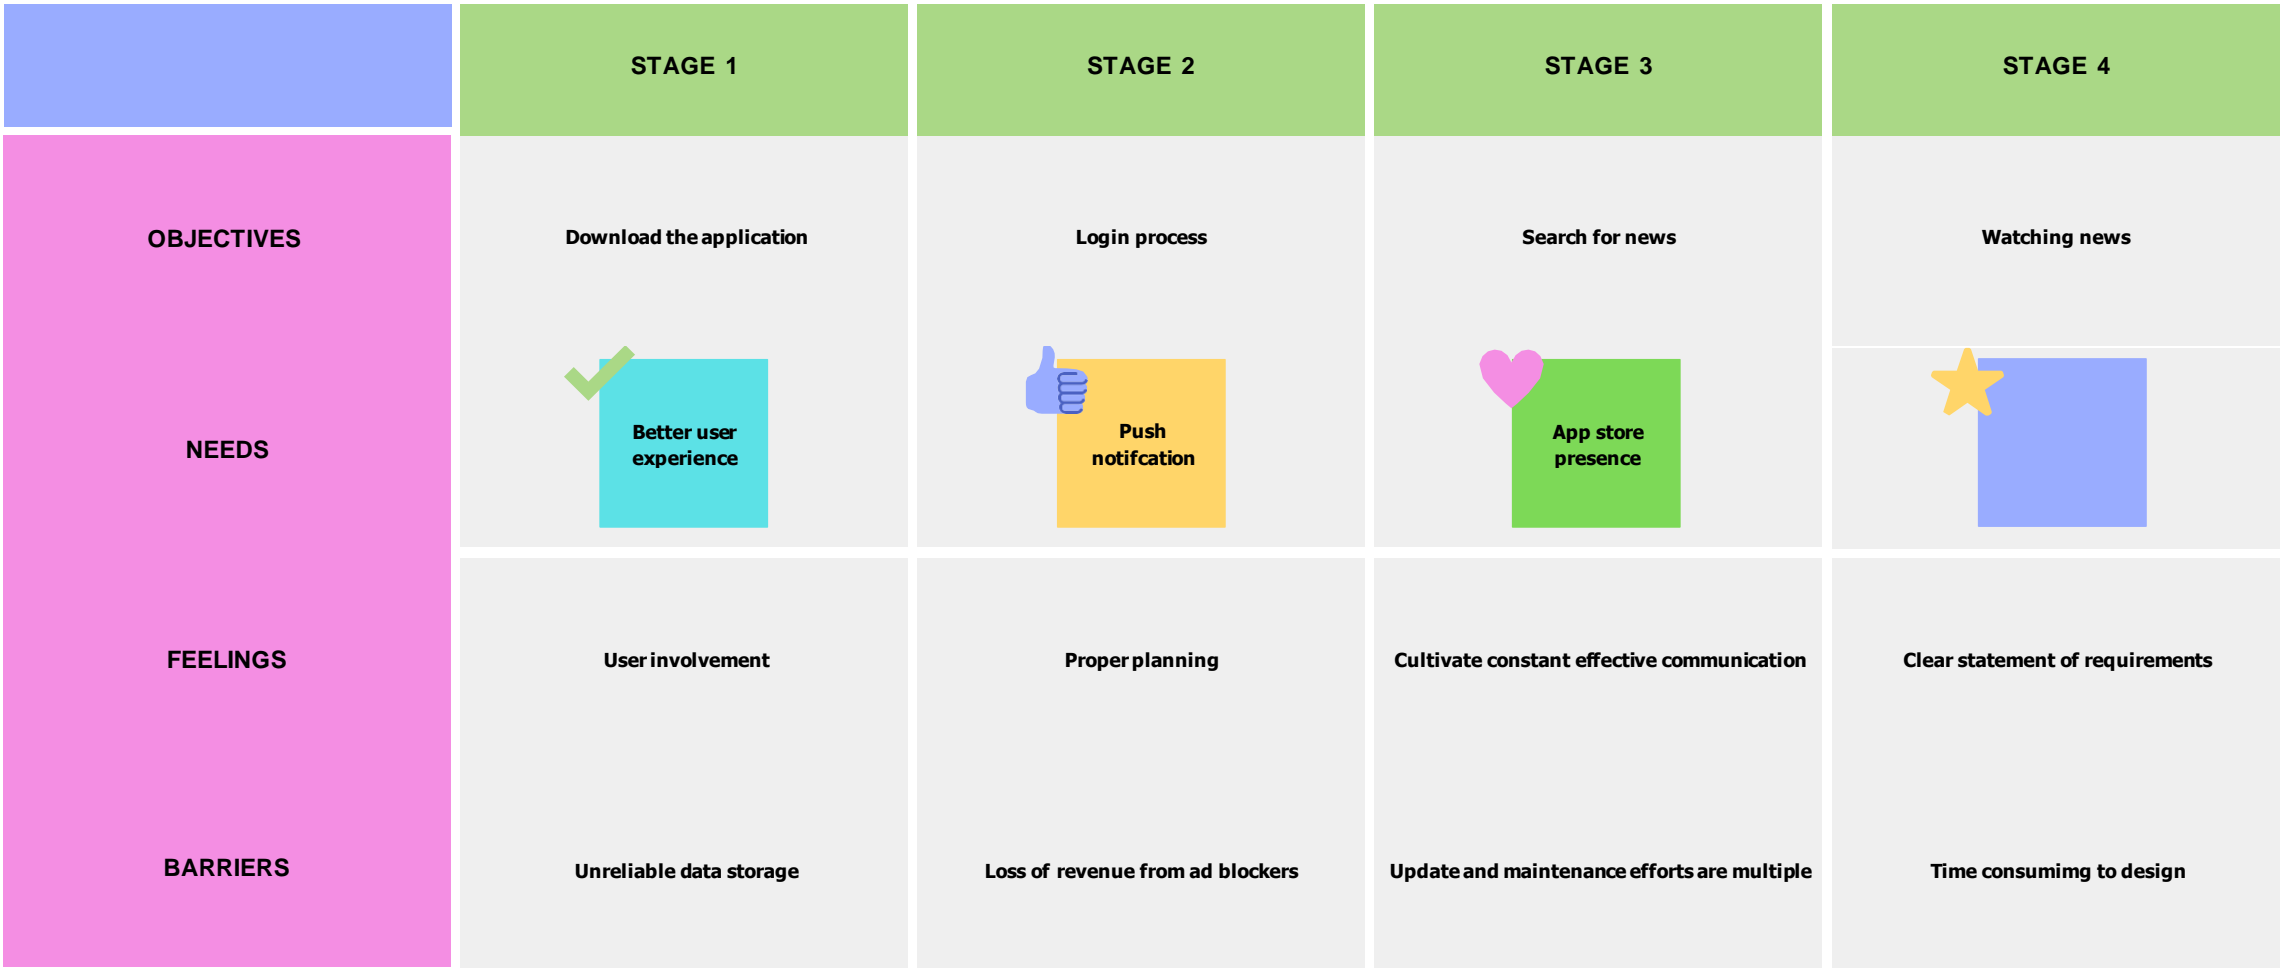 STAGE 1
STAGE 2
STAGE 3
STAGE 4
OBJECTIVES
Download the application
Login process
Search for news
Watching news
NEEDS
Better user
experience
Push
notifcation
App store
presence
FEELINGS
User involvement
Proper planning
Cultivate constant effective communication
Clear statement of requirements
BARRIERS
Unreliable data storage
Loss of revenue from ad blockers
Update and maintenance efforts are multiple
Time consumimg to design